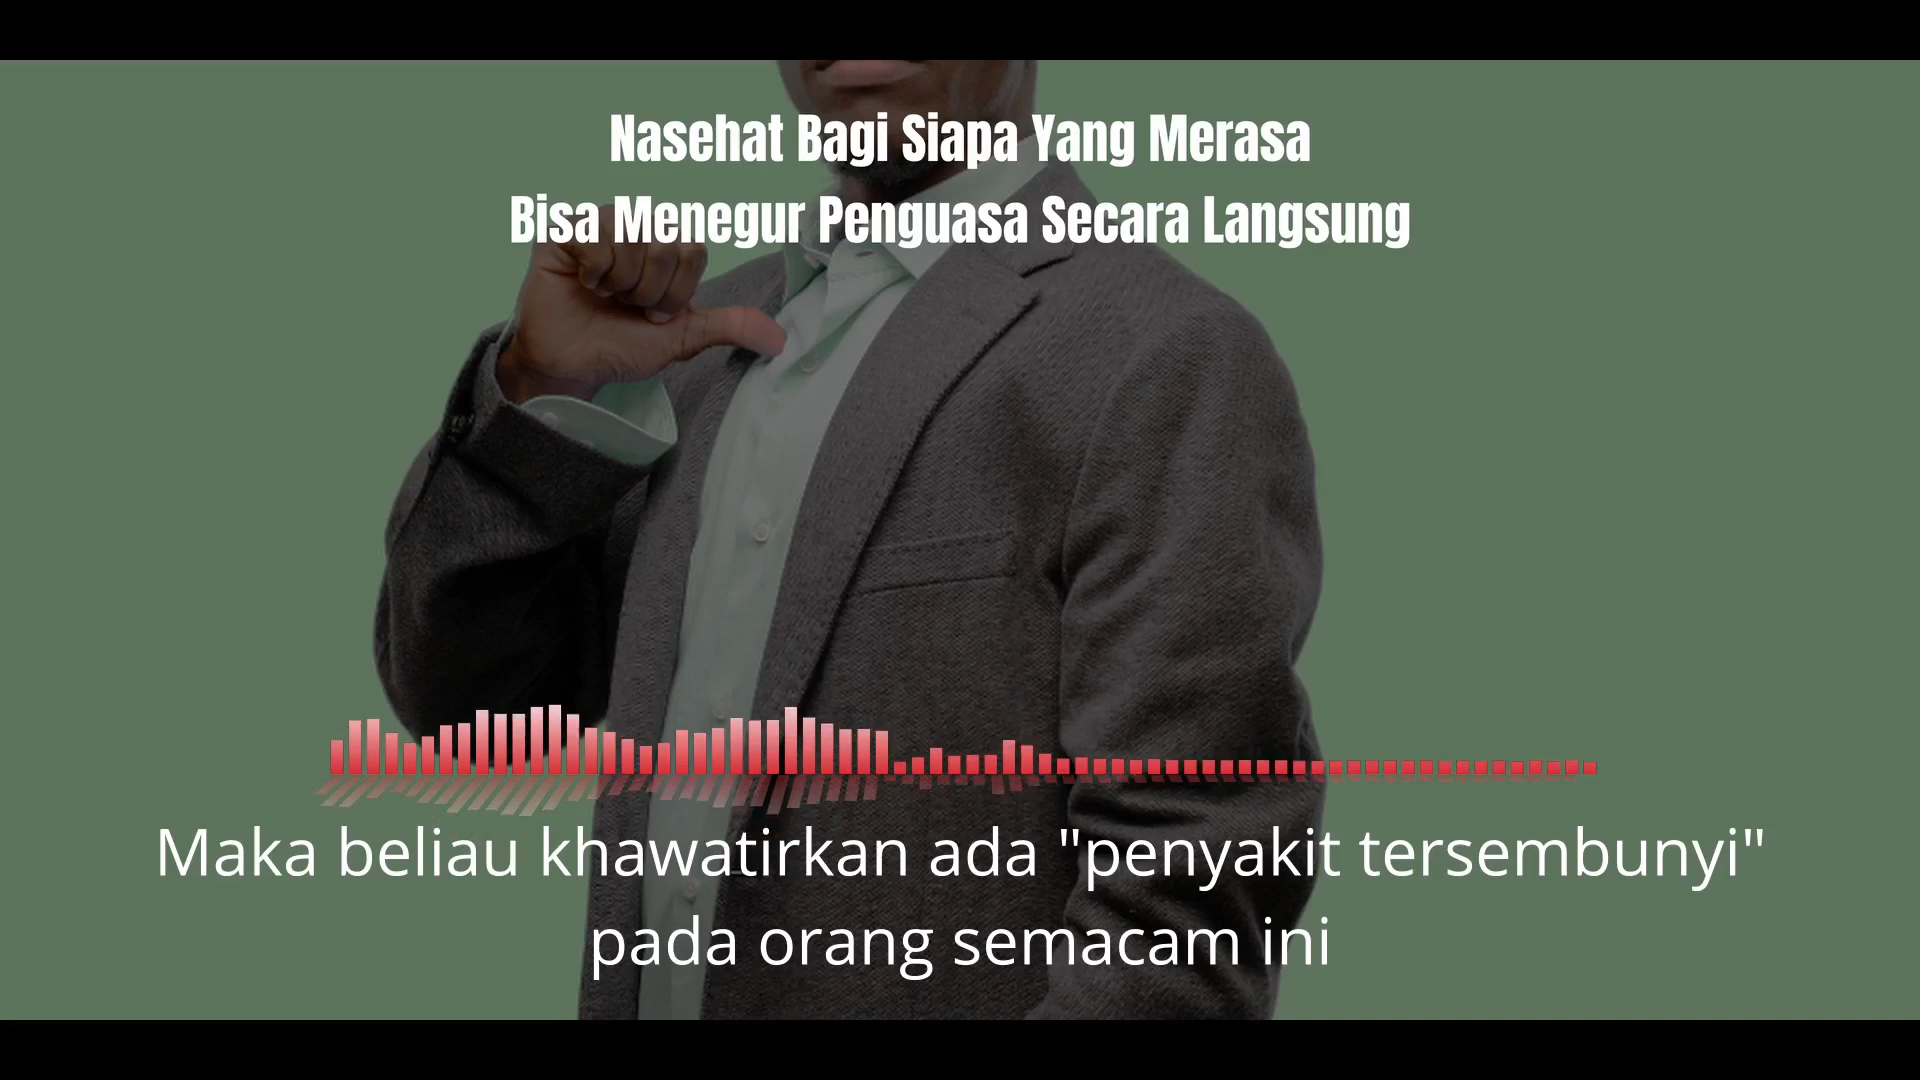 Nasehat Bagi Siapa Yang Merasa
Bisa Menegur Penguasa Secara Langsung
Maka beliau khawatirkan ada "penyakit tersembunyi"
pada orang semacam ini